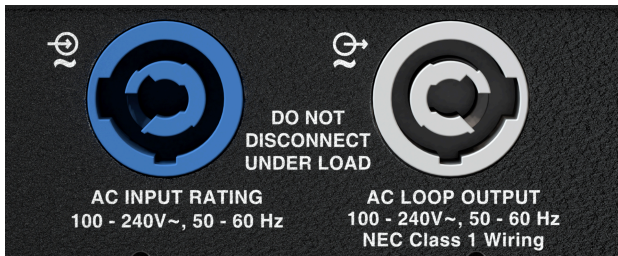 DO NOT
DISCONNECT
UNDER LOAD
AC INPUT RATING
100 - 240V~, 50 - 60 Hz
AC LOOP OUTPUT
100 - 240V~, 50 - 60 Hz
NEC Class 1 Wiring